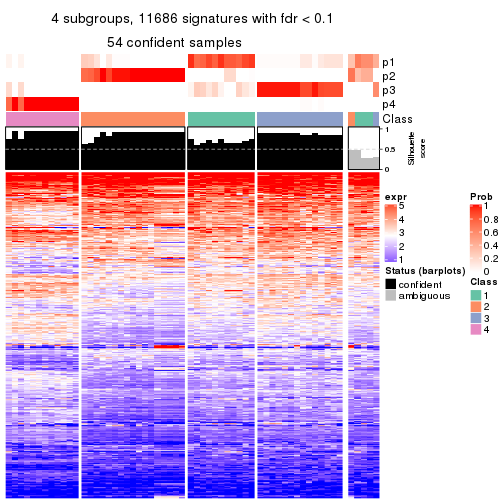 4 subgroups, 11686 signatures with fdr < 0.1
54 confident samples
p1
p2
p3
p4
Class
1
0.5
0
Silhouette
score
expr
5
4
3
2
1
Status (barplots)
confident
ambiguous
Prob
1
0.8
0.6
0.4
0.2
0
Class
1
2
3
4